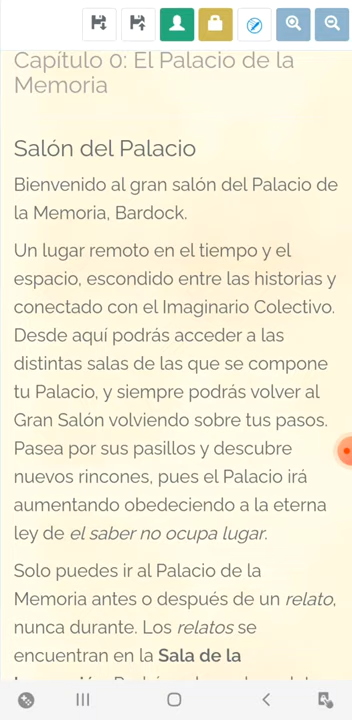 Capítulo 0: El Palacio de la
Memoria
Salón del Palacio
Bienvenido al gran salón del Palacio de
la Memoria, Bardock.
Un lugar remoto en el tiempo y el
espacio, escondido entre las historias y
conectado con el Imaginario Colectivo.
Desde aquí podrás acceder a las
distintas salas de las que se compone
tu Palacio, y siempre podrás volver al
Gran Salón volviendo sobre tus pasos.
Pasea por sus pasillos y descubre
nuevos rincones, pues el Palacio irá
aumentando obedeciendo a la eterna
ley de el saber no ocupa lugar.
Solo puedes ir al Palacio de la
Memoria antes o después de un relato,
nunca durante. Los relatos se
encuentran en la Sala de la